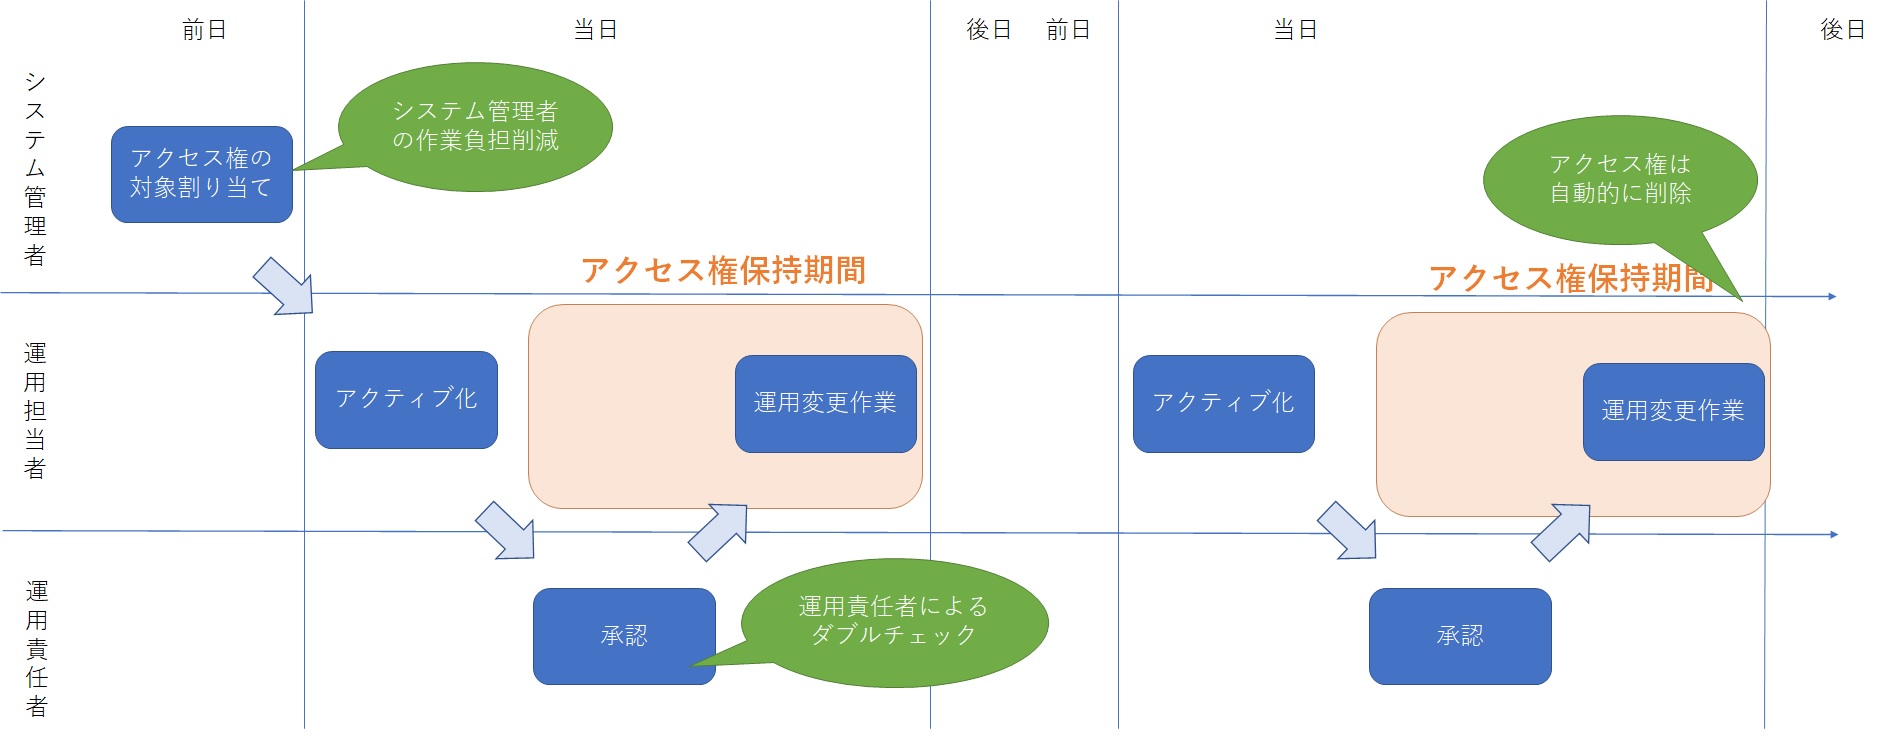 前日
当日
後日
前日
当日
後日
システム管理者
アクセス権の
対象割り当て
システム管理者
の作業負担削減
アクセス権は
自動的に削除
アクセス権保持期間
アクセス権保持期間
運用担当者
アクティブ化
運用変更作業
アクティブ化
運用変更作業
運用責任者
承認
運用責任者による
ダブルチェック
承認